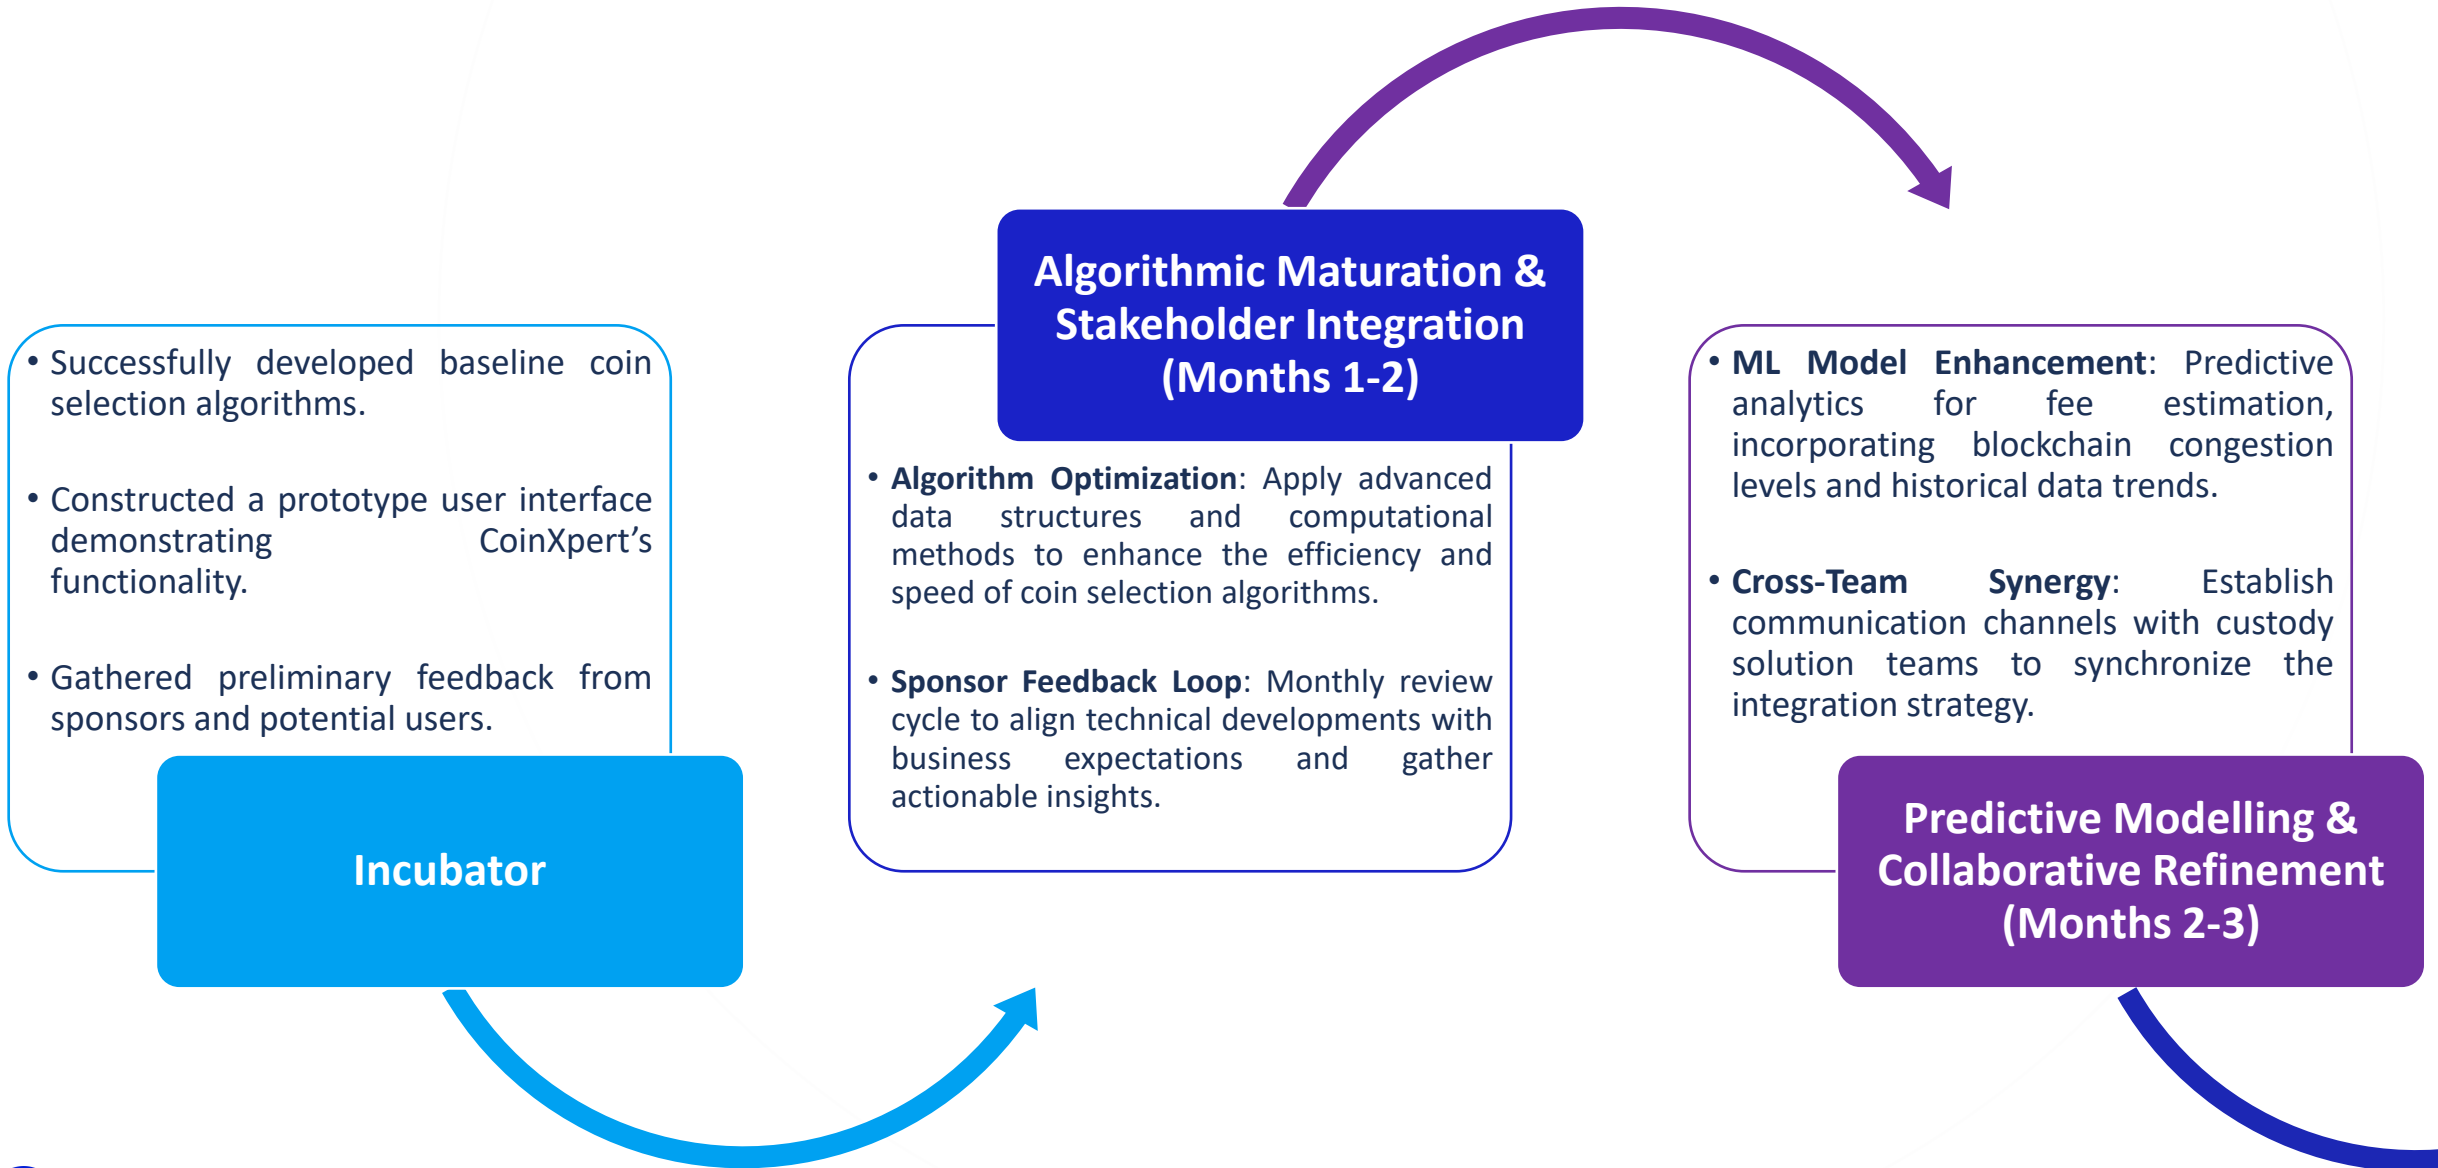 • Successfully developed baseline coin
selection algorithms.
• Constructed a prototype user interface
demonstrating CoinXpert’s
functionality.
• Gathered preliminary feedback from
sponsors and potential users.
Incubator
Algorithmic Maturation &
Stakeholder Integration
(Months 1-2)
• Algorithm Optimization: Apply advanced
data structures and computational
methods to enhance the efficiency and
speed of coin selection algorithms.
• Sponsor Feedback Loop: Monthly review
cycle to align technical developments with
business expectations and gather
actionable insights.
• ML Model Enhancement: Predictive
analytics for fee estimation,
incorporating blockchain congestion
levels and historical data trends.
• Cross-Team Synergy: Establish
communication channels with custody
solution teams to synchronize the
integration strategy.
Predictive Modelling &
Collaborative Refinement
(Months 2-3)